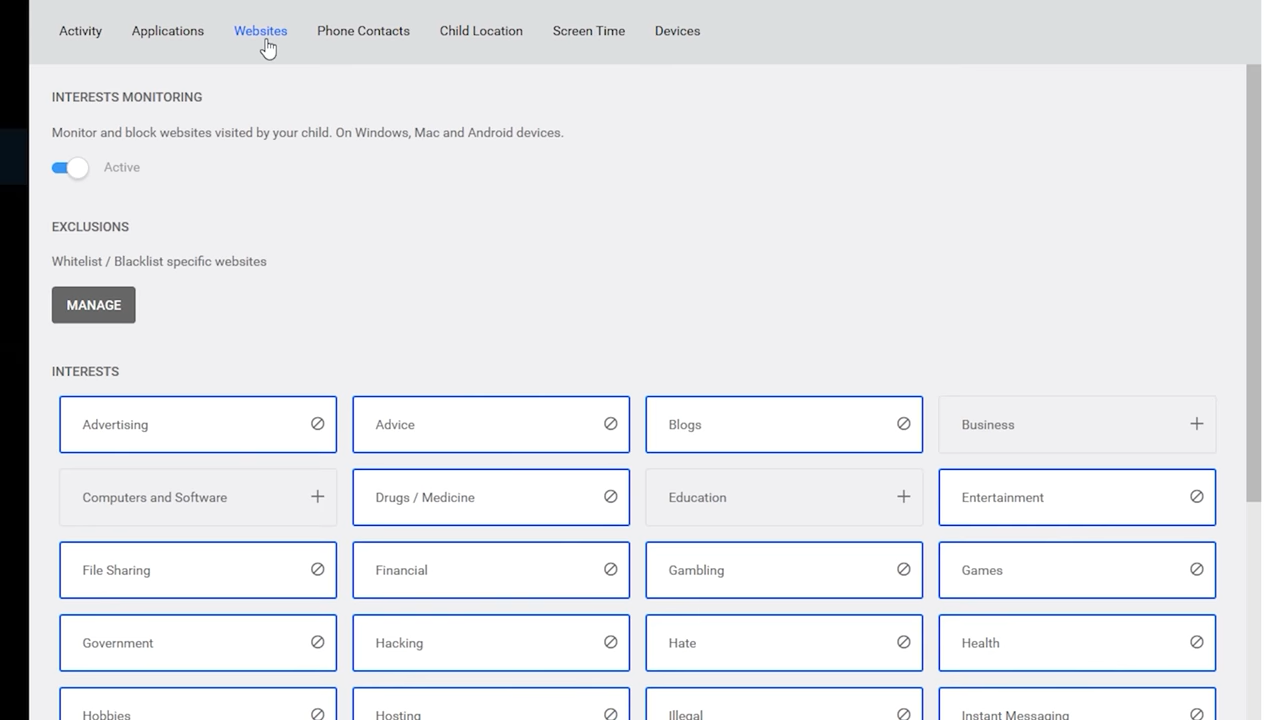 Activity Applications Websites Phone Contacts Child Location Screen Time Devices
INTERESTS MONITORING
Monitor and block websites visited by your child. On Windows, Mac and Android devices.
Active
EXCLUSIONS
Whitelist / Blacklist specific websites
MANAGE
INTERESTS
Advertising Advice Blogs Business
Computers and Software Drugs / Medicine Education Entertainment
File Sharing Financial Gambling Games
Government Hacking Hate Health
Hobbies Hosting Illegal Instant Messaging